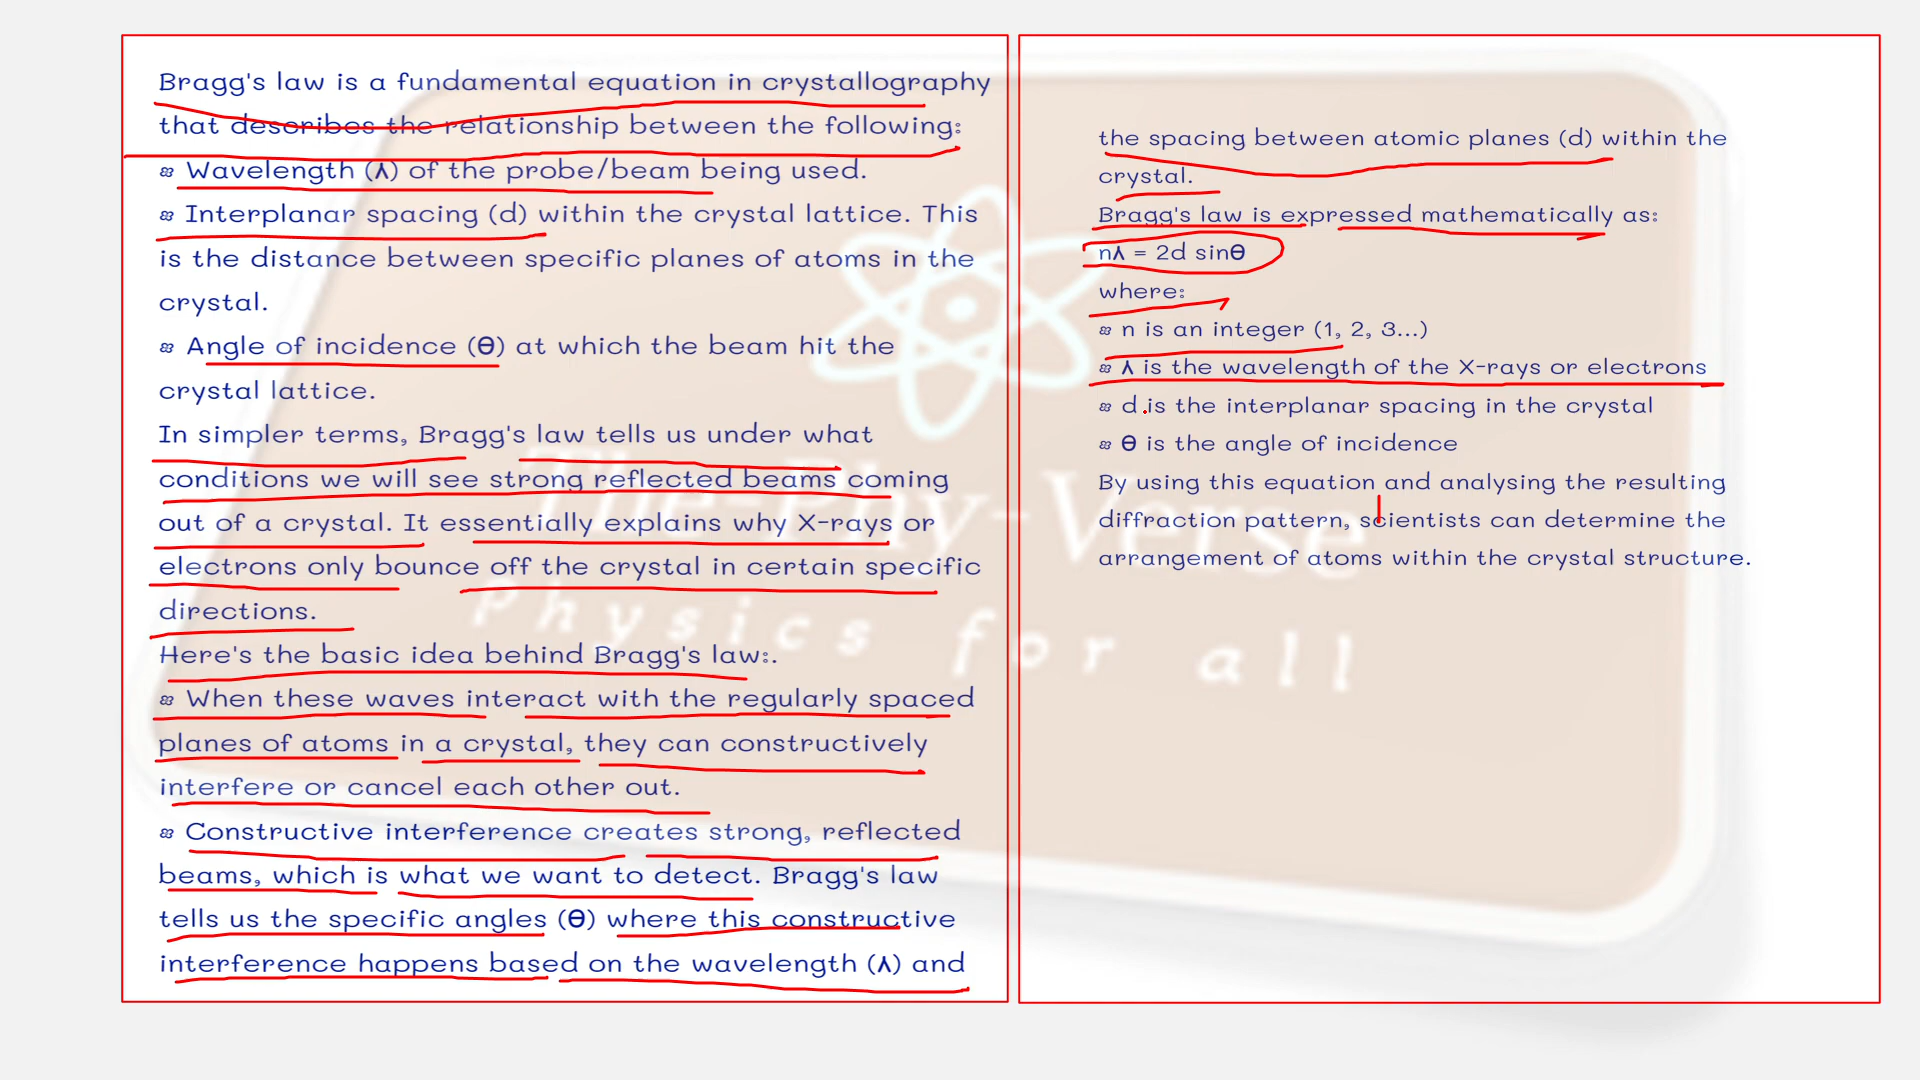 Bragg's law is a fundamental equation in crystallography
that describes the relationship between the following:
⌘ Wavelength (λ) of the probe/beam being used.
⌘ Interplanar spacing (d) within the crystal lattice. This
is the distance between specific planes of atoms in the
crystal.
⌘ Angle of incidence (Θ) at which the beam hit the
crystal lattice.
In simpler terms, Bragg's law tells us under what
conditions we will see strong reflected beams coming
out of a crystal. It essentially explains why X-rays or
electrons only bounce off the crystal in certain specific
directions.
Here's the basic idea behind Bragg's law:.
⌘ When these waves interact with the regularly spaced
planes of atoms in a crystal, they can constructively
interfere or cancel each other out.
⌘ Constructive interference creates strong, reflected
beams, which is what we want to detect. Bragg's law
tells us the specific angles (Θ) where this constructive
interference happens based on the wavelength (λ) and
the spacing between atomic planes (d) within the
crystal.
Bragg's law is expressed mathematically as:
nλ = 2d sinΘ
where:
⌘ n is an integer (1, 2, 3...)
⌘ λ is the wavelength of the X-rays or electrons
⌘ d is the interplanar spacing in the crystal
⌘ Θ is the angle of incidence
By using this equation and analysing the resulting
diffraction pattern, scientists can determine the
arrangement of atoms within the crystal structure.
The-Phy-Verse
Physics for all